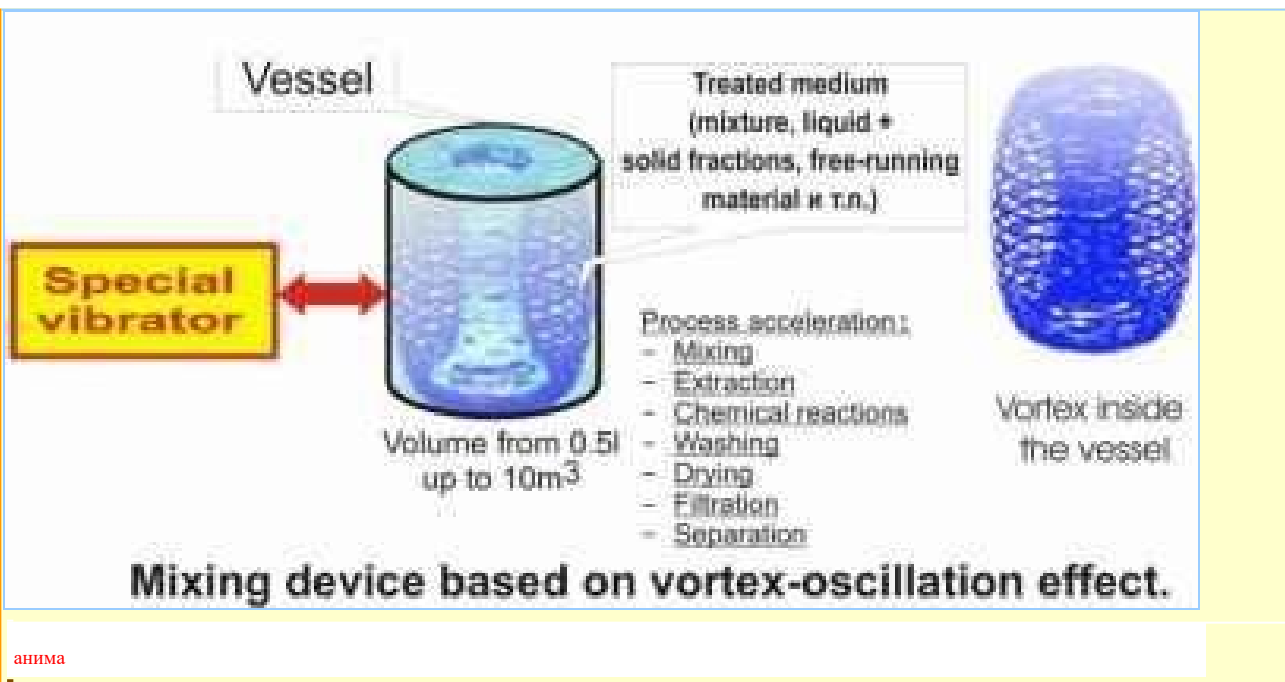 Vessel
Treated medium
(mixture, liquid +
solid fractions, free-running
material и т.п.)
Special
vibrator
Process acceleration:
- Mixing
- Extraction
- Chemical reactions
- Washing
- Drying
- Filtration
- Separation
Volume from 0.5l
up to 10m³
Vortex inside
the vessel
Mixing device based on vortex-oscillation effect.
анима